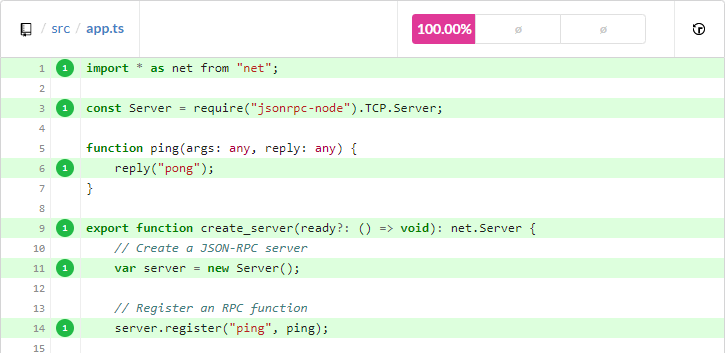 / src / app.ts 100.00% ø ø
1 1 import * as net from "net";
2
3 1 const Server = require("jsonrpc-node").TCP.Server;
4
5 function ping(args: any, reply: any) {
6 1 reply("pong");
7 }
8
9 1 export function create_server(ready?: () => void): net.Server {
10 // Create a JSON-RPC server
11 1 var server = new Server();
12
13 // Register an RPC function
14 1 server.register("ping", ping);
15